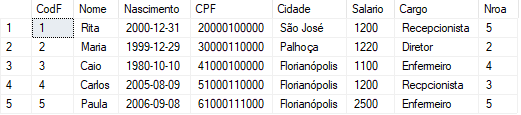 CodF Nome Nascimento CPF Cidade Salario Cargo Nroa
1 1 Rita 2000-12-31 20000100000 São José 1200 Recepcionista 5
2 2 Maria 1999-12-29 30000110000 Palhoça 1220 Diretor 2
3 3 Caio 1980-10-10 41000100000 Florianópolis 1100 Enfermeiro 4
4 4 Carlos 2005-08-09 51000110000 Florianópolis 1200 Recpcionista 3
5 5 Paula 2006-09-08 61000111000 Florianópolis 2500 Enfermeiro 5